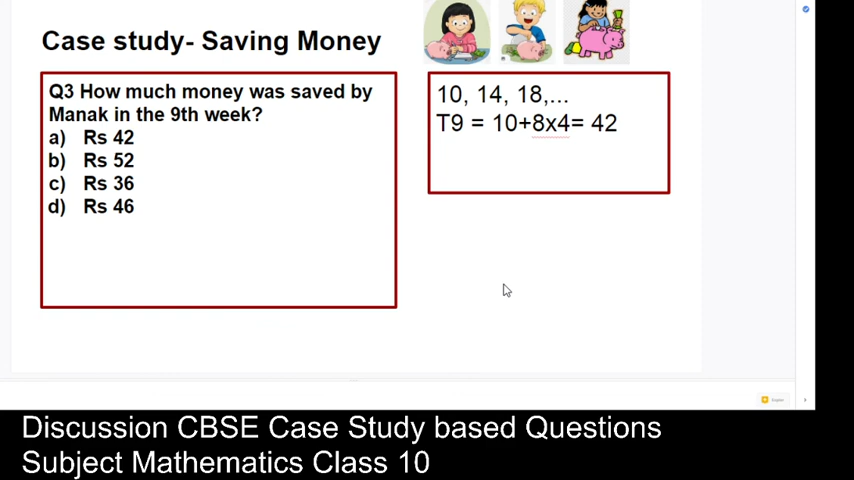 Case study- Saving Money
Q3 How much money was saved by
Manak in the 9th week?
a) Rs 42
b) Rs 52
c) Rs 36
d) Rs 46
10, 14, 18,...
T9 = 10+8x4= 42
Discussion CBSE Case Study based Questions
Subject Mathematics Class 10